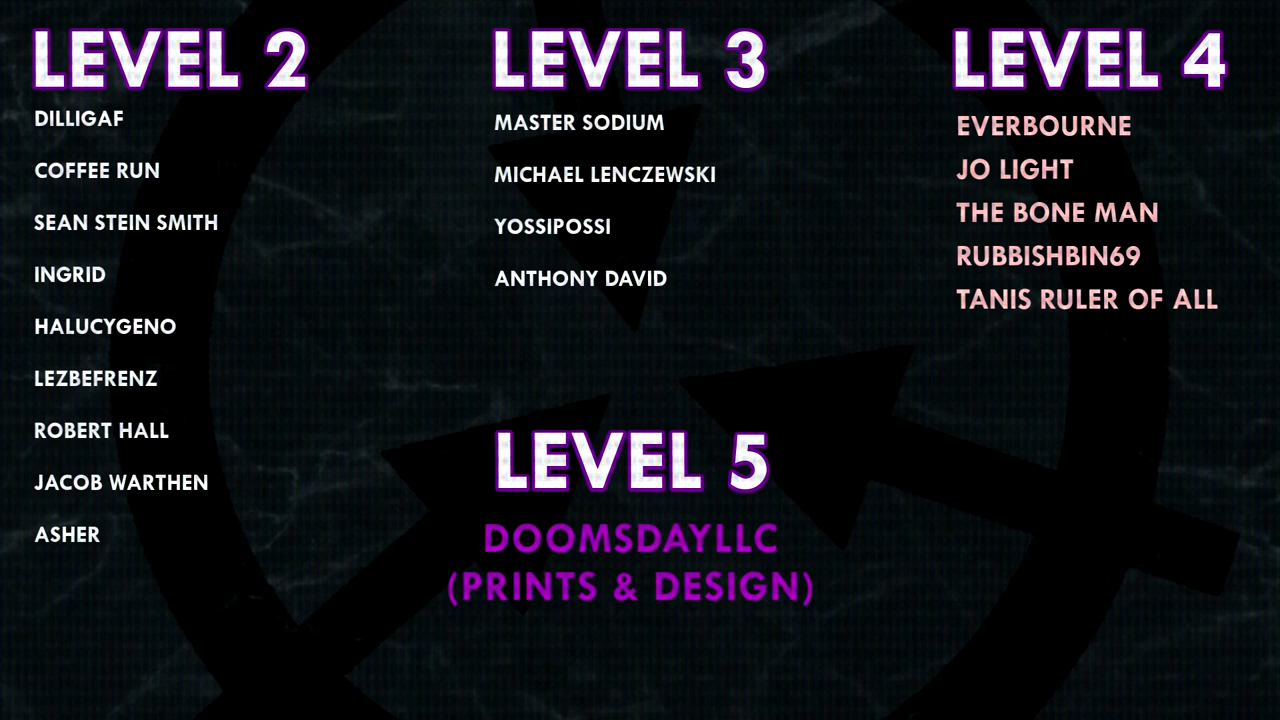 LEVEL 2
DILLIGAF
COFFEE RUN
SEAN STEIN SMITH
INGRID
HALUCYGENO
LEZBEFRENZ
ROBERT HALL
JACOB WARTHEN
ASHER
LEVEL 3
MASTER SODIUM
MICHAEL LENCZEWSKI
YOSSIPOSSI
ANTHONY DAVID
LEVEL 4
EVERBOURNE
JO LIGHT
THE BONE MAN
RUBBISHBIN69
TANIS RULER OF ALL
LEVEL 5
DOOMSDAYLLC
(PRINTS & DESIGN)